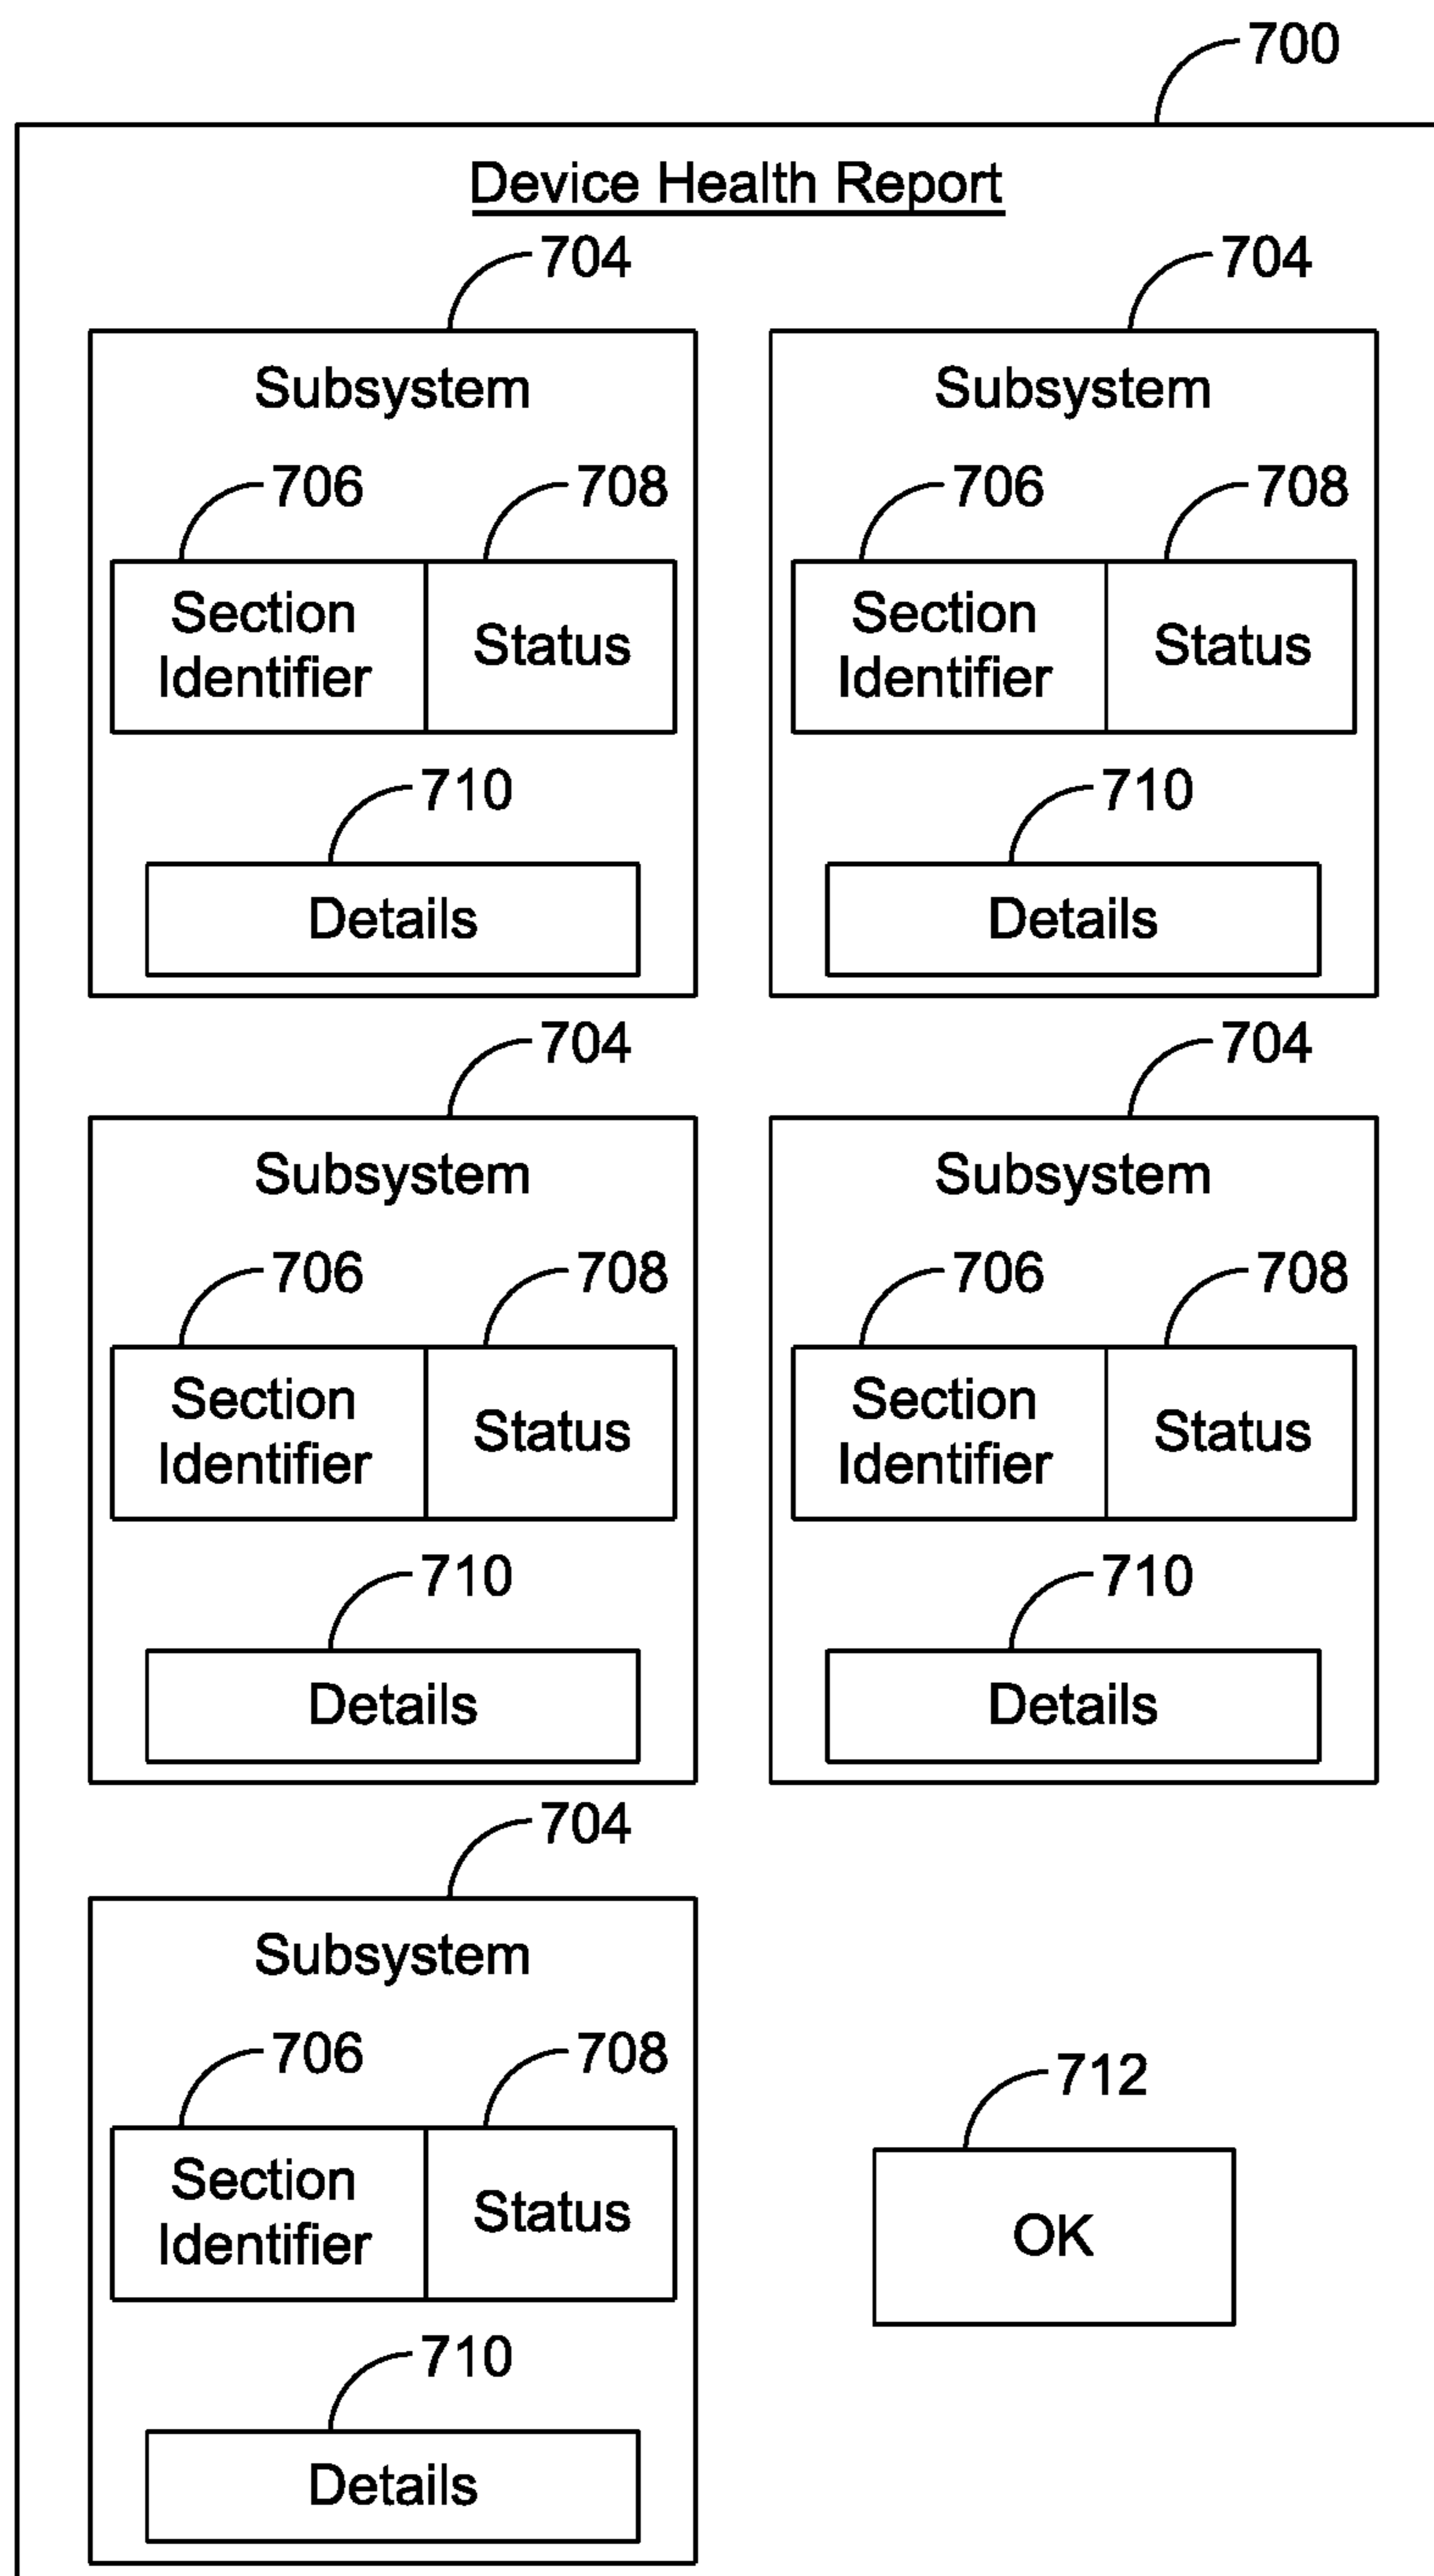 700
Device Health Report
704 704
Subsystem Subsystem
706 708 706 708
Section Identifier Status Section Identifier Status
710 710
Details Details
704 704
Subsystem Subsystem
706 708 706 708
Section Identifier Status Section Identifier Status
710 710
Details Details
704
Subsystem
706 708
Section Identifier Status
712
OK
710
Details